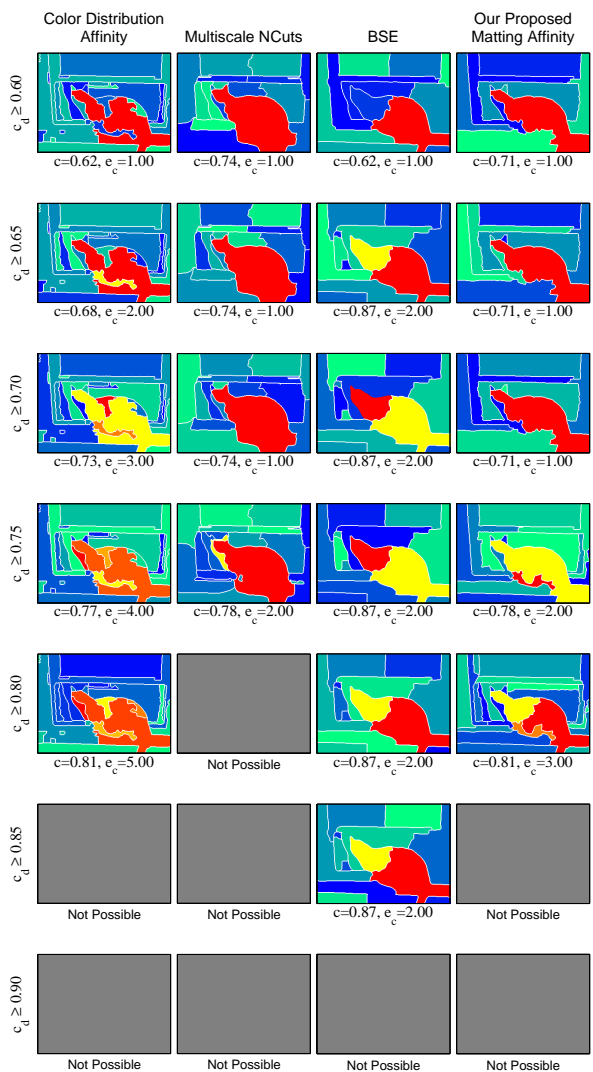 Color Distribution Affinity
Multiscale NCuts
BSE
Our Proposed Matting Affinity
c_d ≥ 0.60
c=0.62, e_c=1.00
c=0.74, e_c=1.00
c=0.62, e_c=1.00
c=0.71, e_c=1.00
c_d ≥ 0.65
c=0.68, e_c=2.00
c=0.74, e_c=1.00
c=0.87, e_c=2.00
c=0.71, e_c=1.00
c_d ≥ 0.70
c=0.73, e_c=3.00
c=0.74, e_c=1.00
c=0.87, e_c=2.00
c=0.71, e_c=1.00
c_d ≥ 0.75
c=0.77, e_c=4.00
c=0.78, e_c=2.00
c=0.87, e_c=2.00
c=0.78, e_c=2.00
c_d ≥ 0.80
c=0.81, e_c=5.00
Not Possible
c=0.87, e_c=2.00
c=0.81, e_c=3.00
c_d ≥ 0.85
Not Possible
Not Possible
c=0.87, e_c=2.00
Not Possible
c_d ≥ 0.90
Not Possible
Not Possible
Not Possible
Not Possible